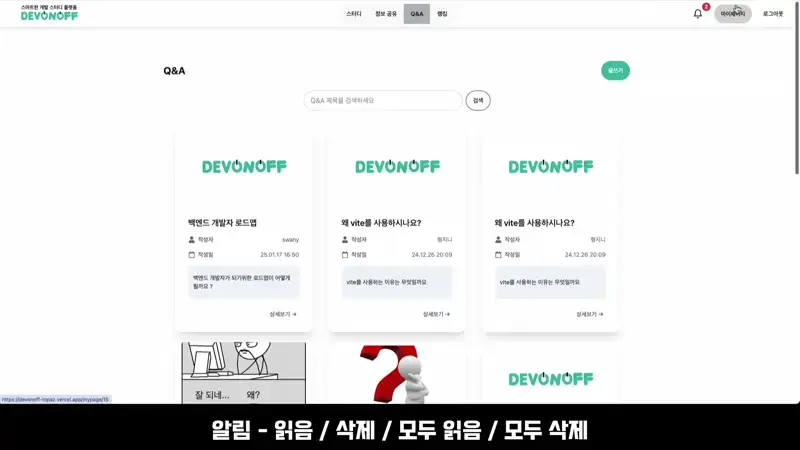 스마트한 개발 스터디 플랫폼
DEVONOFF
스터디 정보 공유 Q&A 랭킹
2 마이페이지 로그아웃
Q&A
글쓰기
Q&A 제목을 검색하세요 검색
DEVONOFF DEVONOFF DEVONOFF
백엔드 개발자 로드맵 왜 vite를 사용하시나요? 왜 vite를 사용하시나요?
작성자 swany 작성자 형지니 작성자 형지니
작성일 25.01.17 16:50 작성일 24.12.26 20:09 작성일 24.12.26 20:09
백엔드 개발자가 되기위한 로드맵이 어떻게
될까요 ?
vite를 사용하는 이유는 무엇일까요 vite를 사용하는 이유는 무엇일까요
상세보기 → 상세보기 → 상세보기 →
잘 되네... 왜?
?
DEVONOFF
https://devonoff-topaz.vercel.app/mypage/15
알림 - 읽음 / 삭제 / 모두 읽음 / 모두 삭제